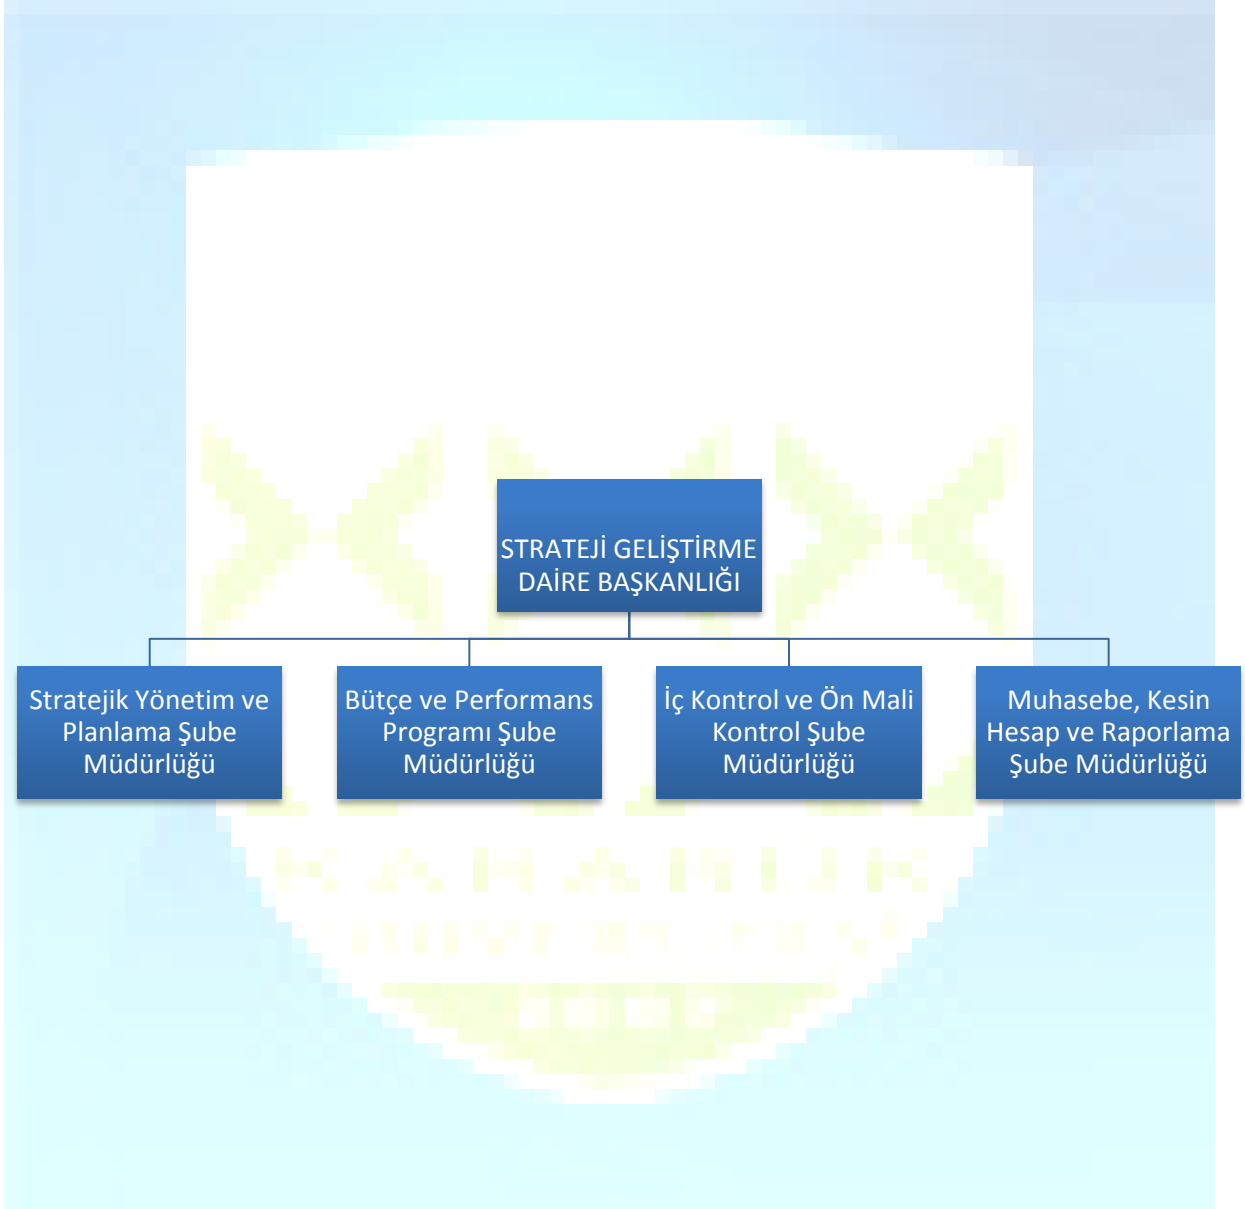 STRATEJİ GELİŞTİRME
DAİRE BAŞKANLIĞI
Stratejik Yönetim ve
Planlama Şube
Müdürlüğü
Bütçe ve Performans
Programı Şube
Müdürlüğü
İç Kontrol ve Ön Mali
Kontrol Şube
Müdürlüğü
Muhasebe, Kesin
Hesap ve Raporlama
Şube Müdürlüğü